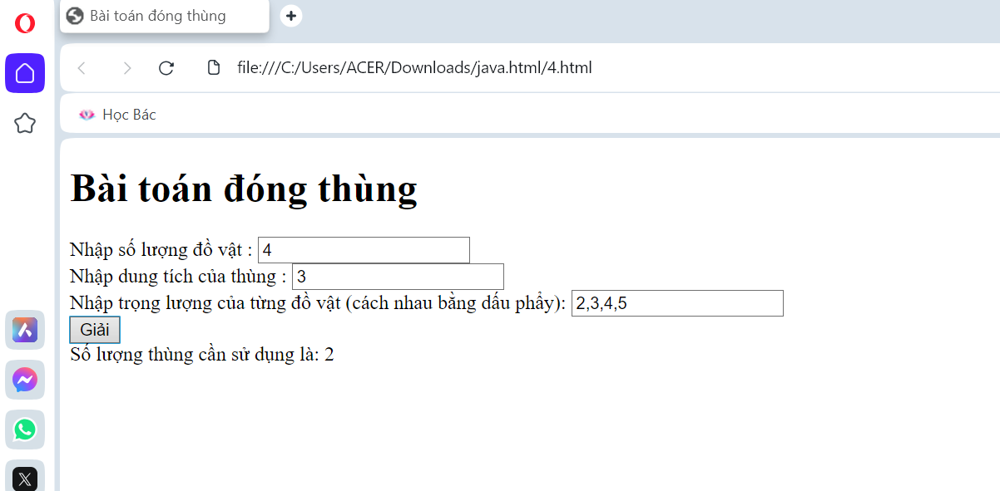 Bài toán đóng thùng
file:///C:/Users/ACER/Downloads/java.html/4.html
Học Bác
Bài toán đóng thùng
Nhập số lượng đồ vật : 4
Nhập dung tích của thùng : 3
Nhập trọng lượng của từng đồ vật (cách nhau bằng dấu phẩy): 2,3,4,5
Giải
Số lượng thùng cần sử dụng là: 2